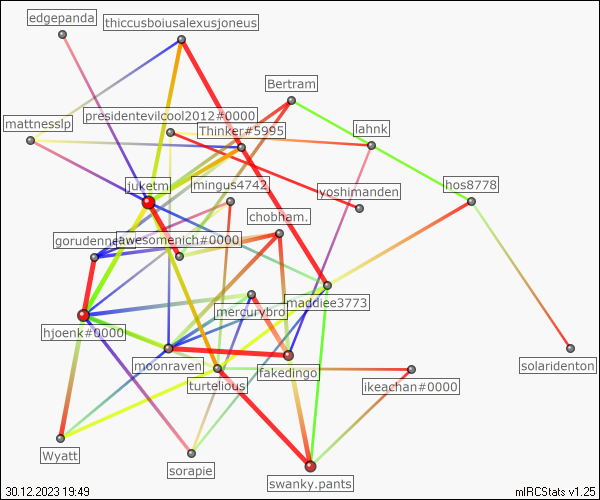 edgepanda
thiccusboiusalexusjoneus
Bertram
presidentevilcool2012#0000
mattnesslp
Thinker#5995
lahnk
juketm
mingus4742
yoshimanden
hos8778
chobham.
awesomenich#0000
maddiee3773
mercurybro
hjoenk#0000
moonraven
fakedingo
solaridenton
turtelious
ikeachan#0000
Wyatt
sorapie
swanky.pants
30.12.2023 19:49
mIRCStats v1.25